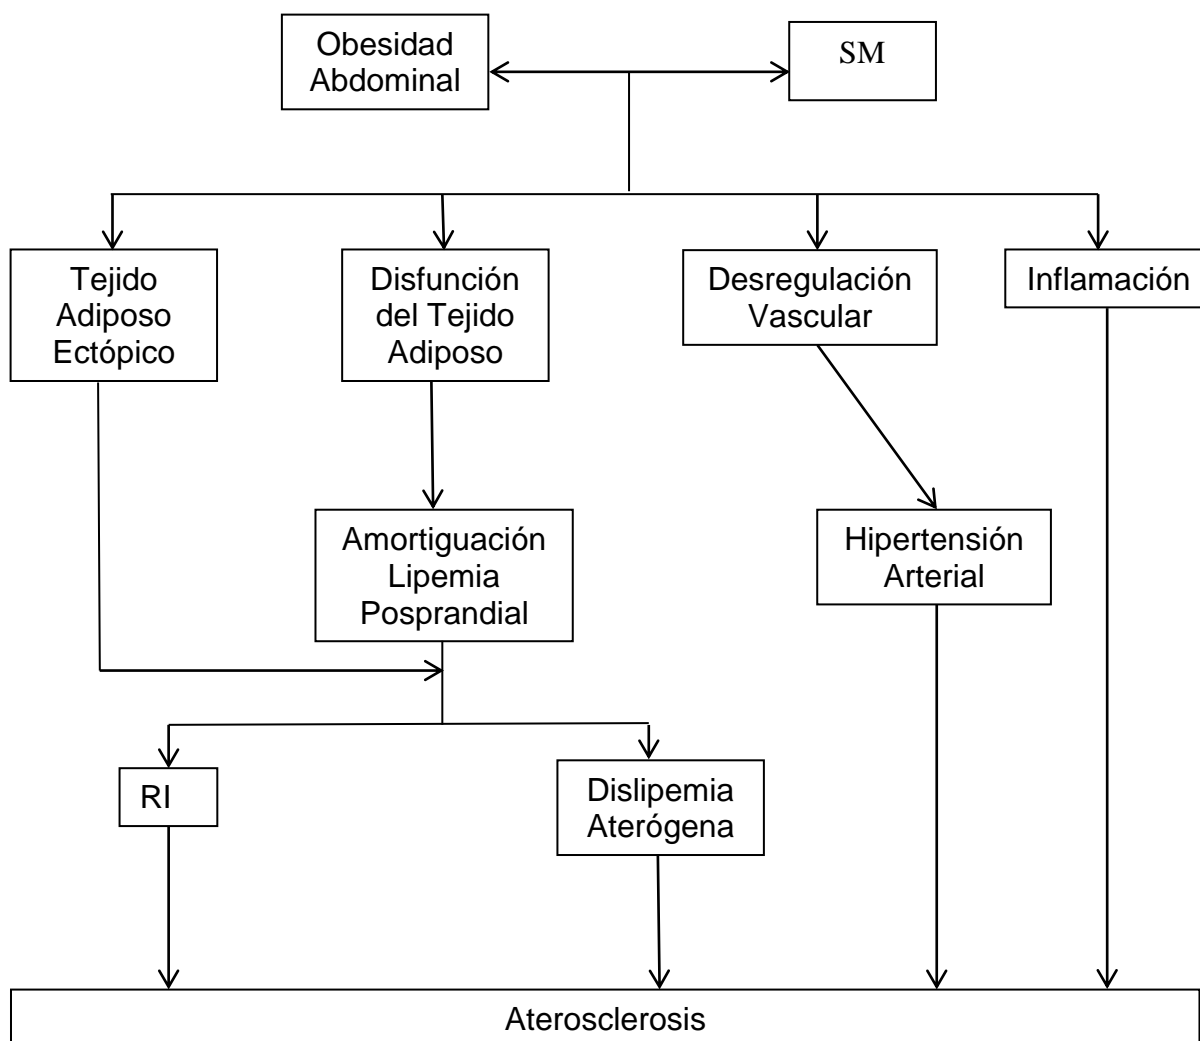 Obesidad
Abdominal
SM
Tejido
Adiposo
Ectópico
Disfunción
del Tejido
Adiposo
Desregulación
Vascular
Inflamación
Amortiguación
Lipemia
Posprandial
Hipertensión
Arterial
RI
Dislipemia
Aterógena
Aterosclerosis